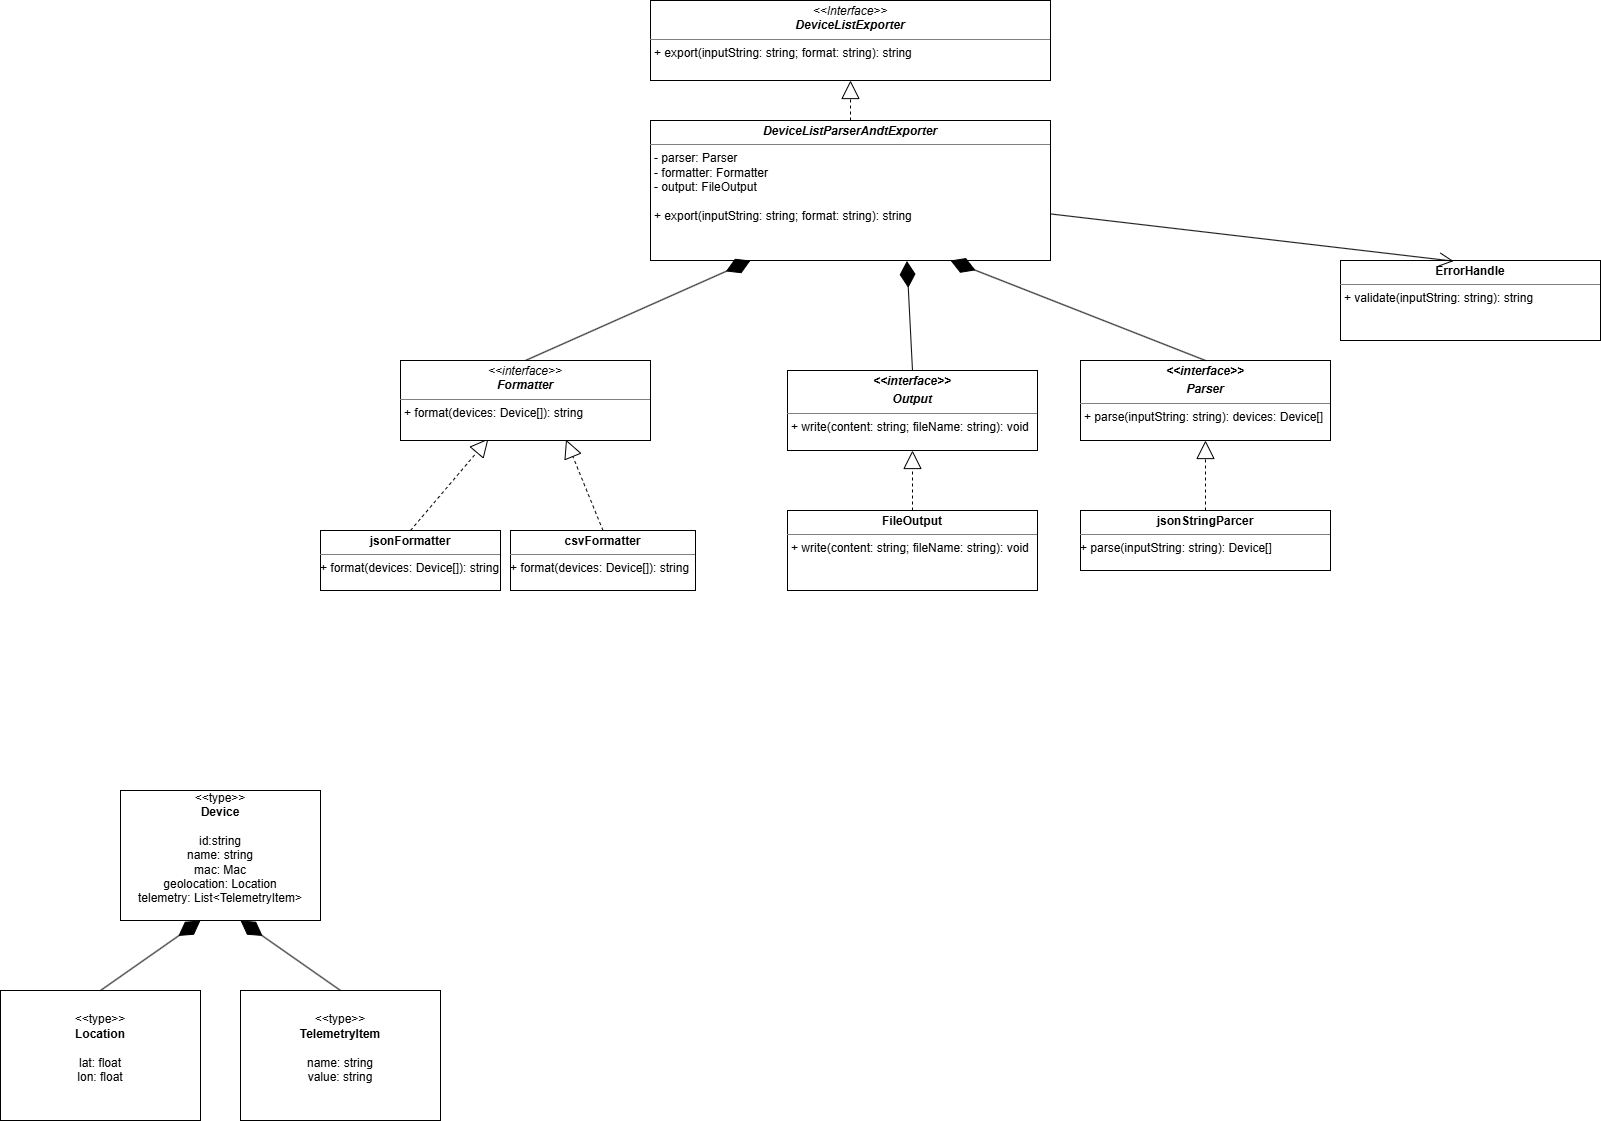 <<Interface>>
DeviceListExporter
+ export(inputString: string; format: string): string
DeviceListParserAndtExporter
- parser: Parser
- formatter: Formatter
- output: FileOutput
+ export(inputString: string; format: string): string
ErrorHandle
+ validate(inputString: string): string
<<interface>>
Formatter
+ format(devices: Device[]): string
<<interface>>
Output
+ write(content: string; fileName: string): void
<<interface>>
Parser
+ parse(inputString: string): devices: Device[]
jsonFormatter
+ format(devices: Device[]): string
csvFormatter
+ format(devices: Device[]): string
FileOutput
+ write(content: string; fileName: string): void
jsonStringParcer
+ parse(inputString: string): Device[]
<<type>>
Device
id:string
name: string
mac: Mac
geolocation: Location
telemetry: List<TelemetryItem>
<<type>>
Location
lat: float
lon: float
<<type>>
TelemetryItem
name: string
value: string